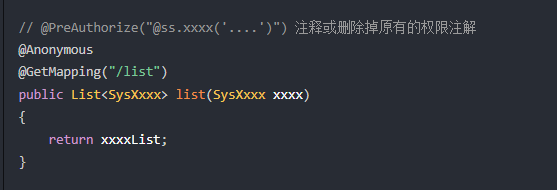 // @PreAuthorize("@ss.xxxx('....')") 注释或删除掉原有的权限注解
@Anonymous
@GetMapping("/list")
public List<SysXxxx> list(SysXxxx xxxx)
{
    return xxxxList;
}